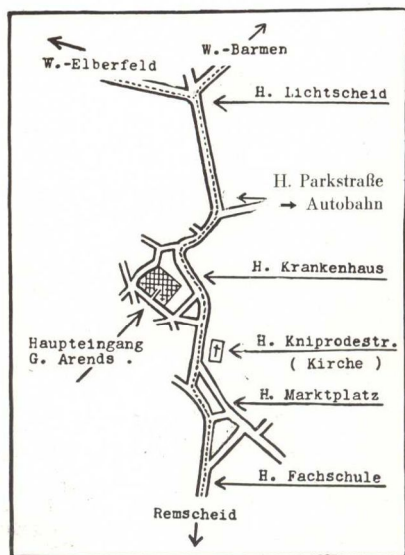 W.-Barmen
W.-Elberfeld
H. Lichtscheid
H. Parkstraße
→ Autobahn
H. Krankenhaus
Haupteingang
G. Arends .
H. Kniprodestr.
( Kirche )
H. Marktplatz
H. Fachschule
Remscheid